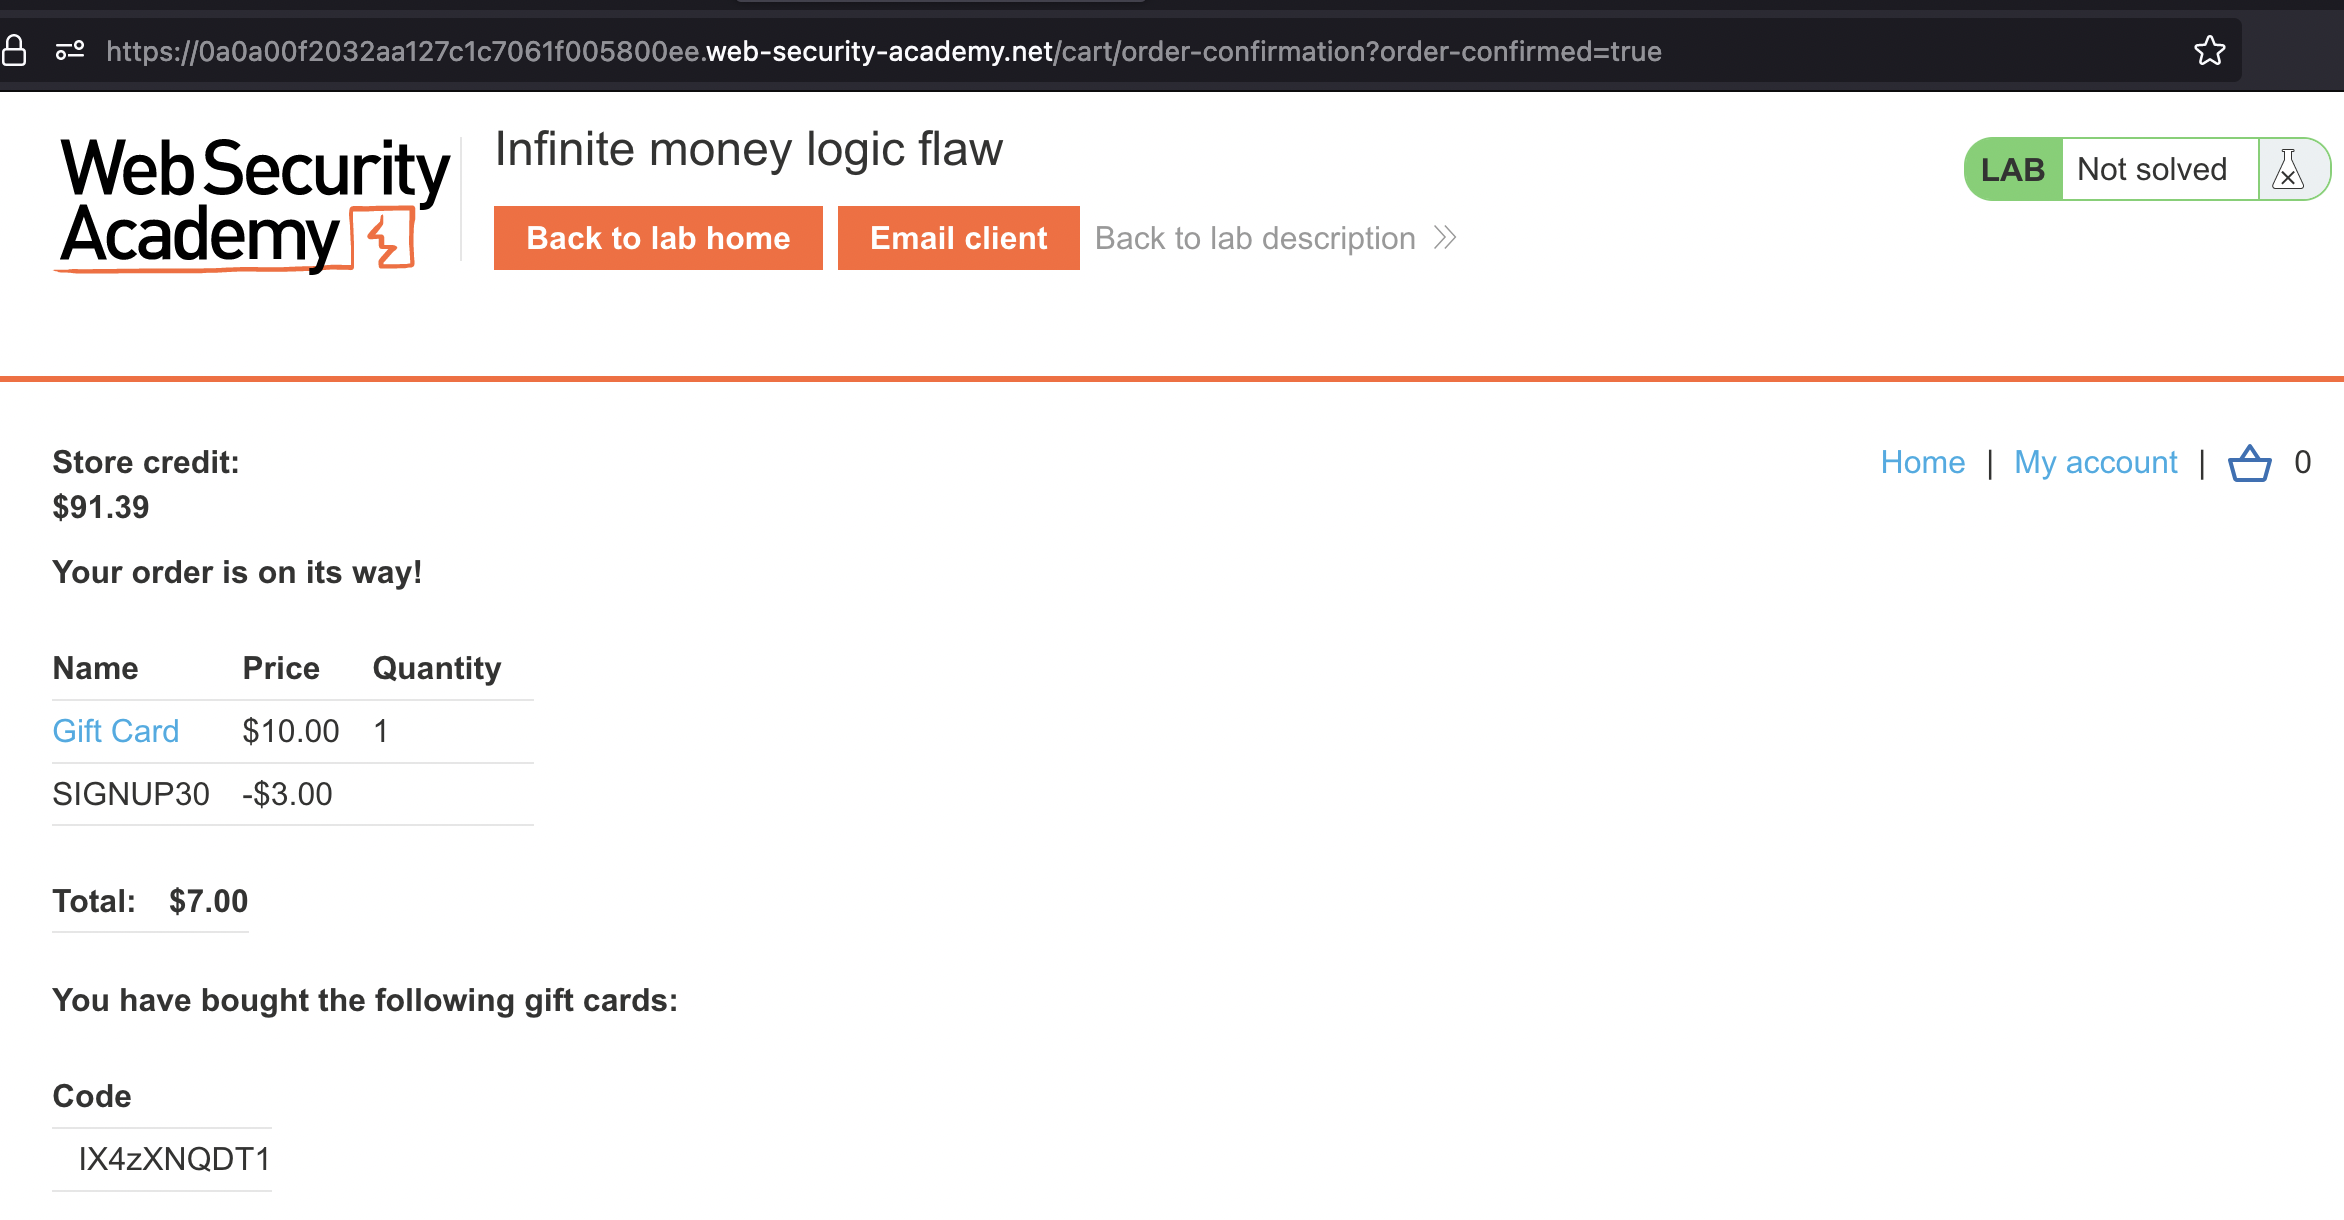 https://0a0a00f2032aa127c1c7061f005800ee.web-security-academy.net/cart/order-confirmation?order-confirmed=true
Web Security
Academy
Infinite money logic flaw
Back to lab home
Email client
Back to lab description
LAB
Not solved
Store credit:
$91.39
Home | My account | 0
Your order is on its way!
Name Price Quantity
Gift Card $10.00 1
SIGNUP30 -$3.00
Total: $7.00
You have bought the following gift cards:
Code
IX4zXNQDT1